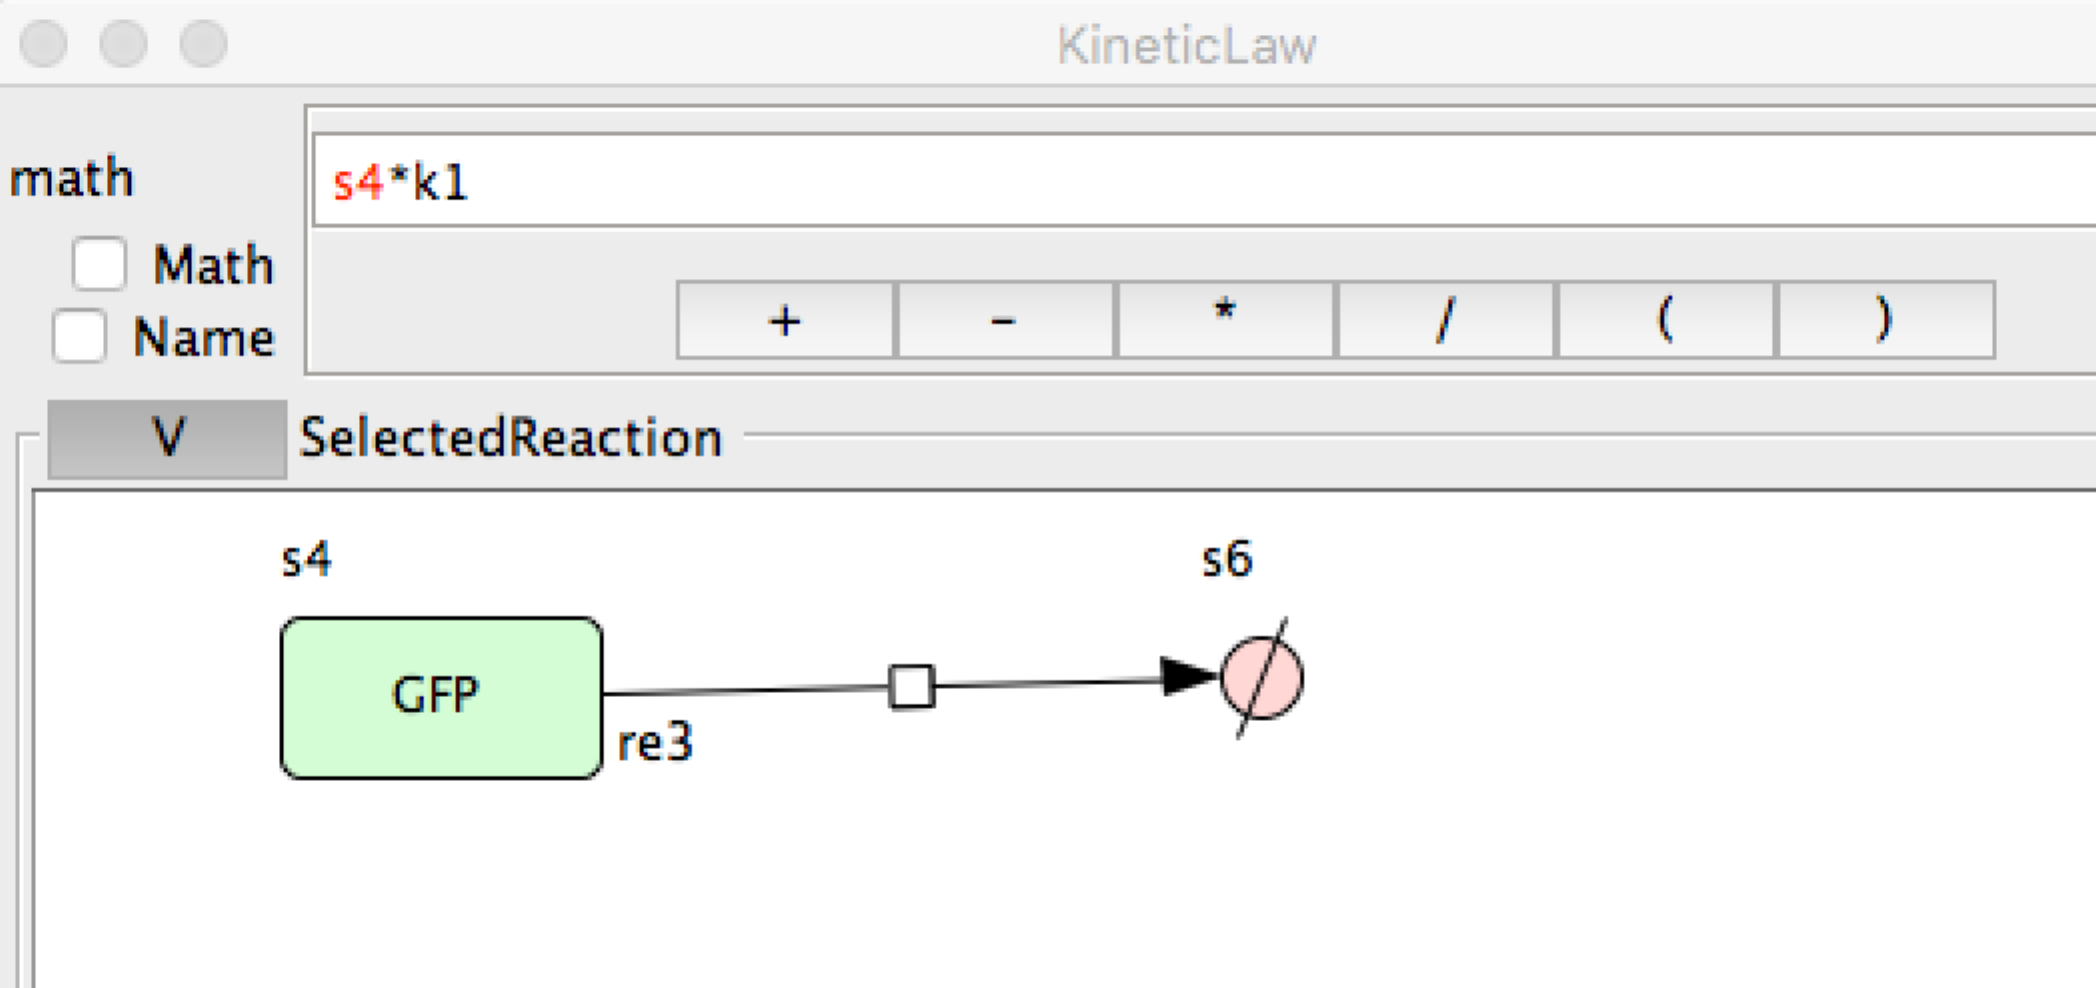 KineticLaw
math
s4*k1
Math
Name
+ - * / ( )
V SelectedReaction
s4 s6
GFP
re3